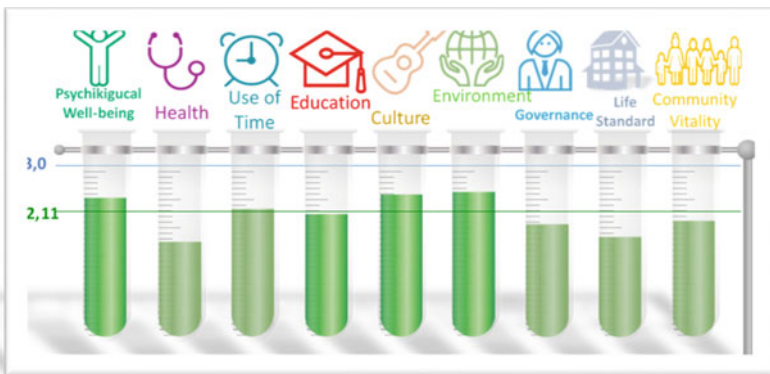 Psychikigucal
Well-being
Health
Use of
Time
Education
Culture
Environment
Governance
Life
Standard
Community
Vitality
3,0
2,11